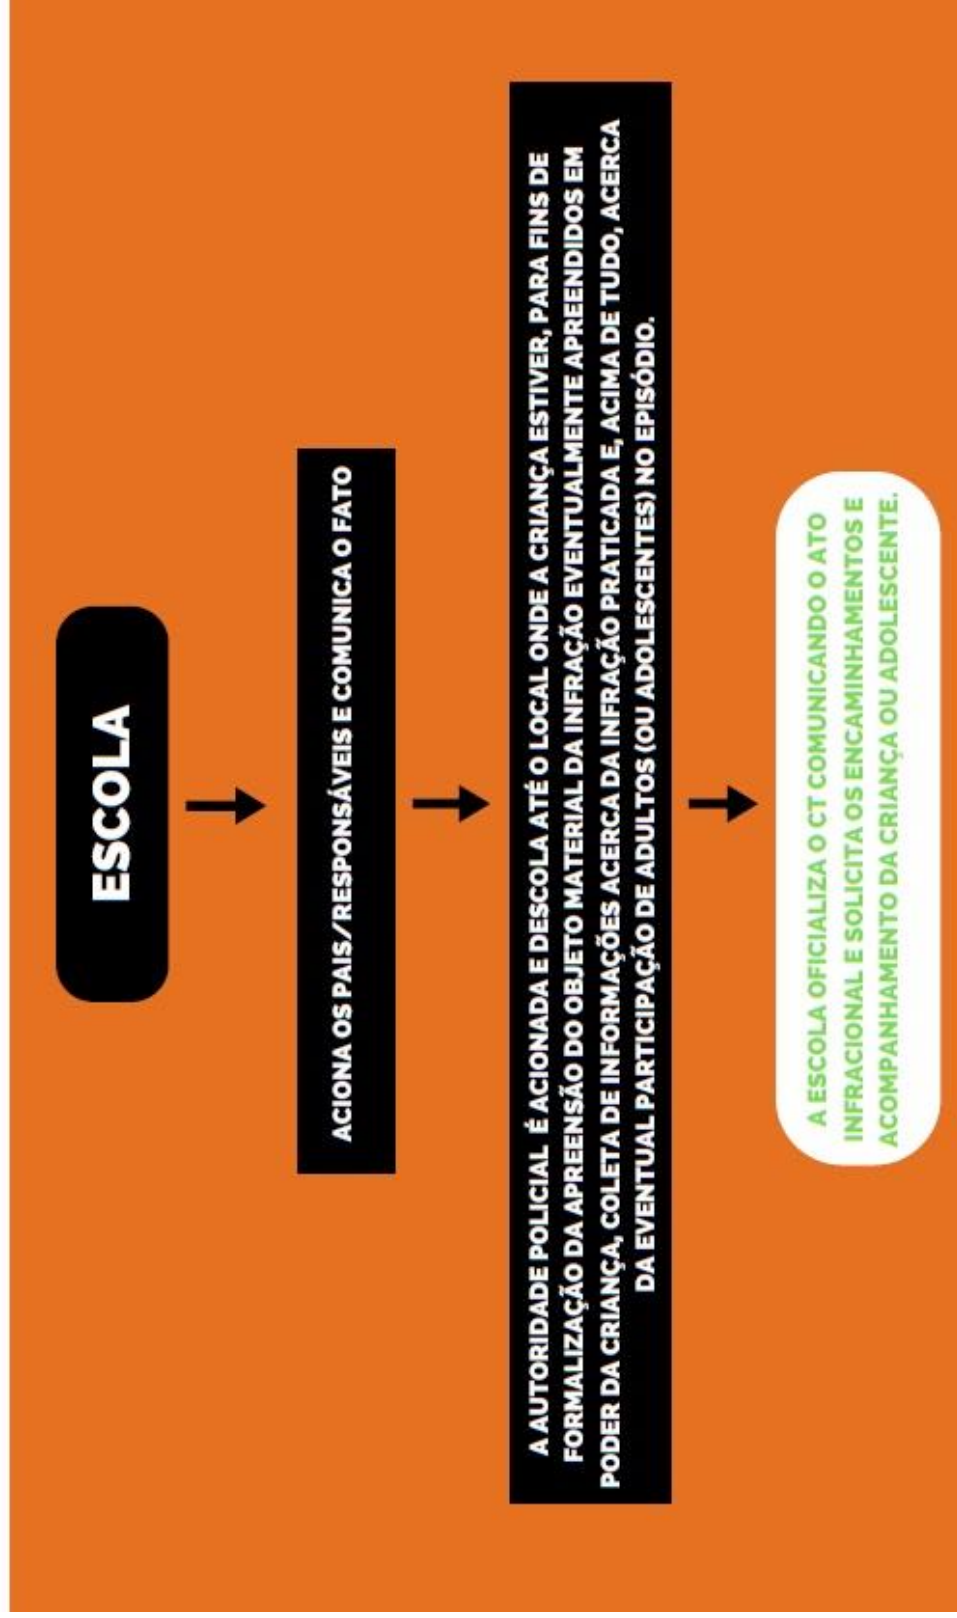 ESCOLA
ACIONA OS PAIS/RESPONSÁVEIS E COMUNICA O FATO
A AUTORIDADE POLICIAL É ACIONADA E DESCOLA ATÉ O LOCAL ONDE A CRIANÇA ESTIVER, PARA FINS DE
FORMALIZAÇÃO DA APREENSÃO DO OBJETO MATERIAL DA INFRAÇÃO EVENTUALMENTE APREENDIDOS EM
PODER DA CRIANÇA, COLETA DE INFORMAÇÕES ACERCA DA INFRAÇÃO PRATICADA E, ACIMA DE TUDO, ACERCA
DA EVENTUAL PARTICIPAÇÃO DE ADULTOS (OU ADOLESCENTES) NO EPISÓDIO.
A ESCOLA OFICIALIZA O CT COMUNICANDO O ATO
INFRACIONAL E SOLICITA OS ENCAMINHAMENTOS E
ACOMPANHAMENTO DA CRIANÇA OU ADOLESCENTE.